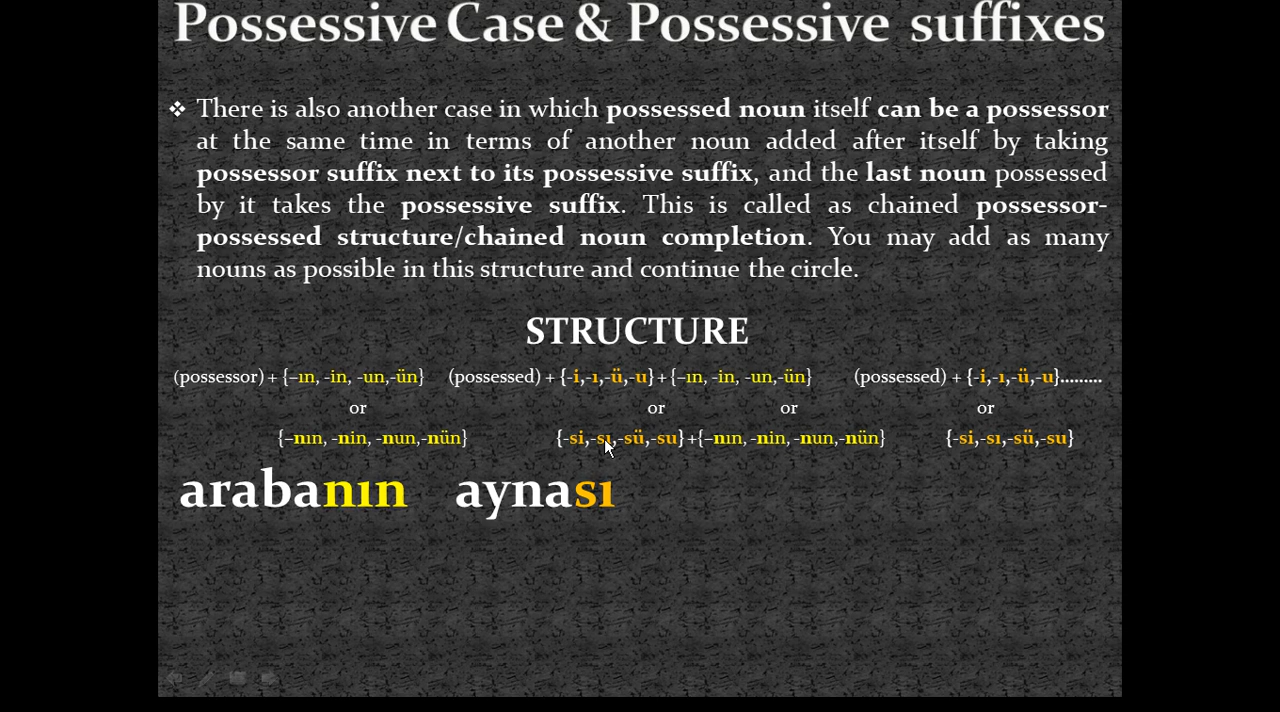 Possessive Case & Possessive suffixes
❖ There is also another case in which possessed noun itself can be a possessor
at the same time in terms of another noun added after itself by taking
possessor suffix next to its possessive suffix, and the last noun possessed
by it takes the possessive suffix. This is called as chained possessor-
possessed structure/chained noun completion. You may add as many
nouns as possible in this structure and continue the circle.
STRUCTURE
(possessor) + {–ın, -in, -un,-ün} (possessed) + {-i,-ı,-ü,-u} + {–ın, -in, -un,-ün} (possessed) + {-i,-ı,-ü,-u}.........
or or or or
{–nın, -nin, -nun,-nün} {-si,-sı,-sü,-su} +{–nın, -nin, -nun,-nün} {-si,-sı,-sü,-su}
arabanın aynası